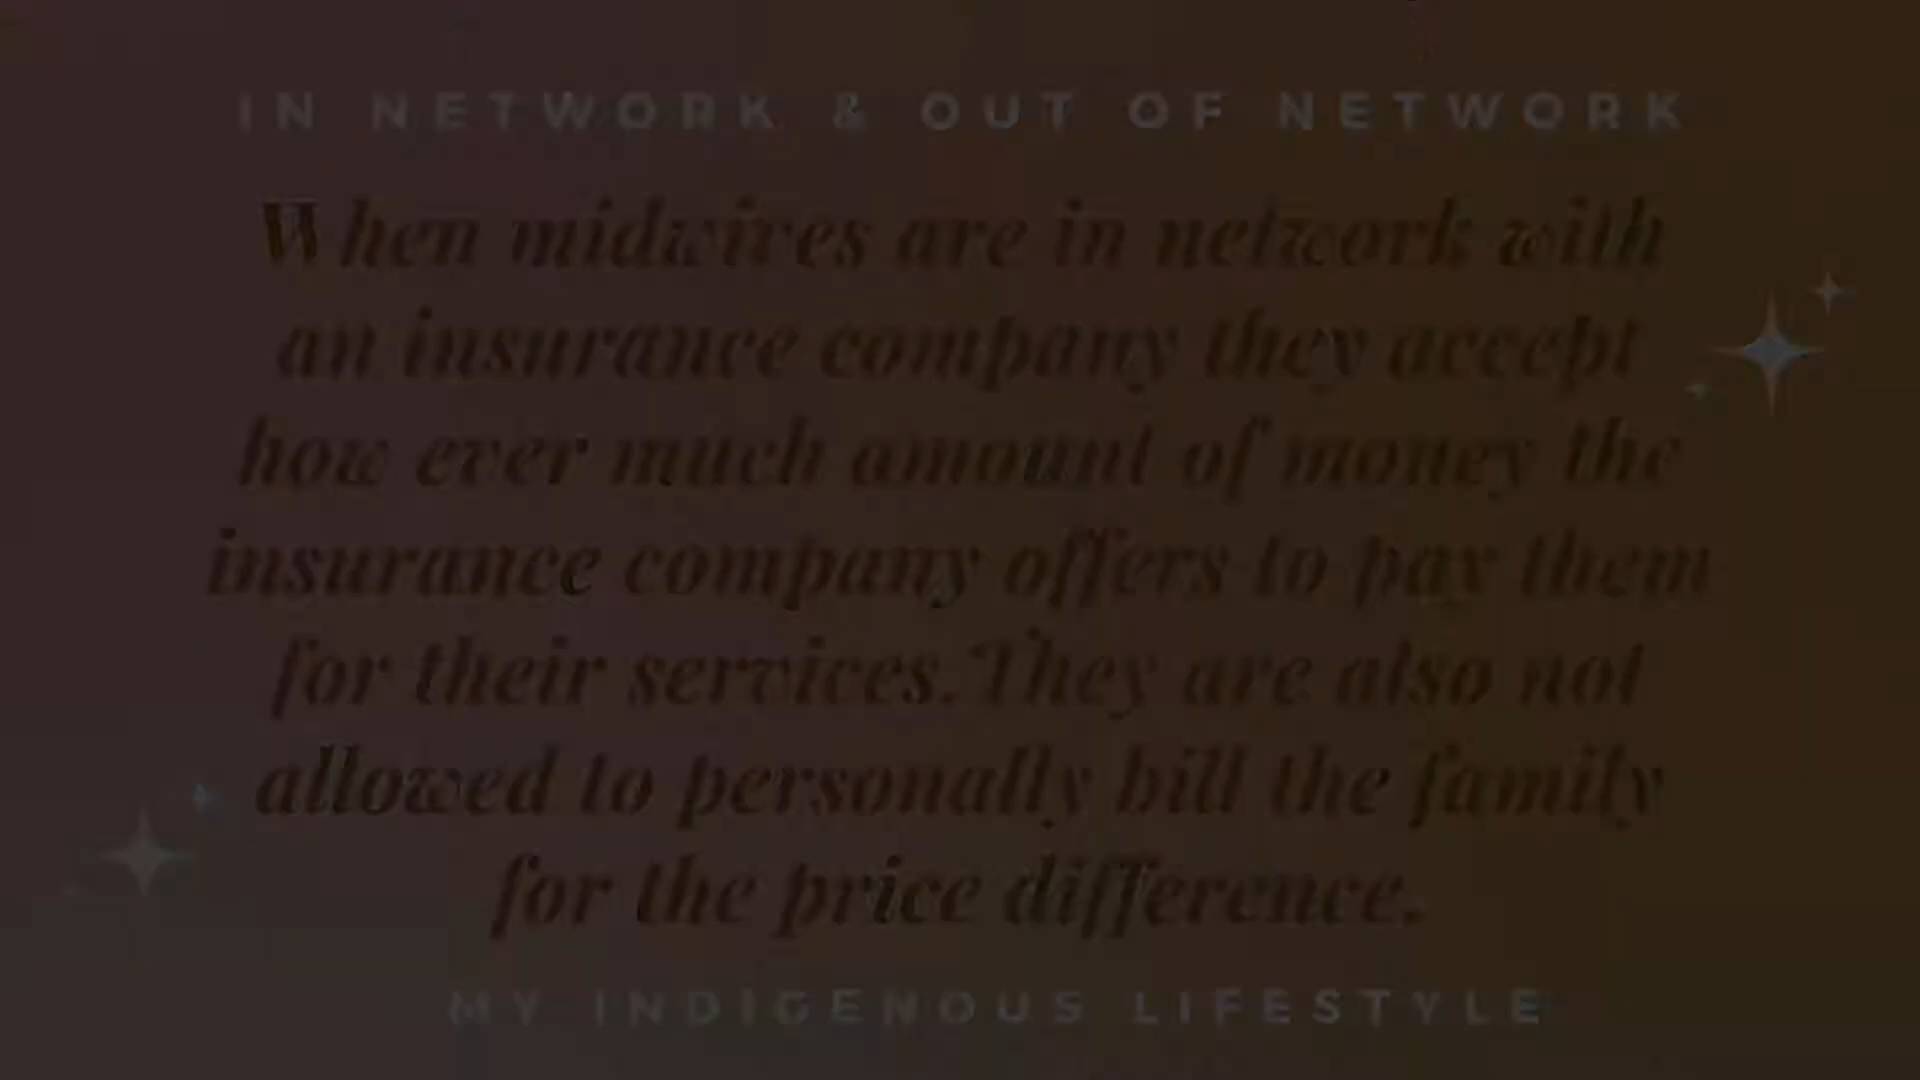 IN NETWORK & OUT OF NETWORK
When midwives are in network with
an insurance company they accept
how ever much amount of money the
insurance company offers to pay them
for their services. They are also not
allowed to personally bill the family
for the price difference.
MY INDIGENOUS LIFESTYLE